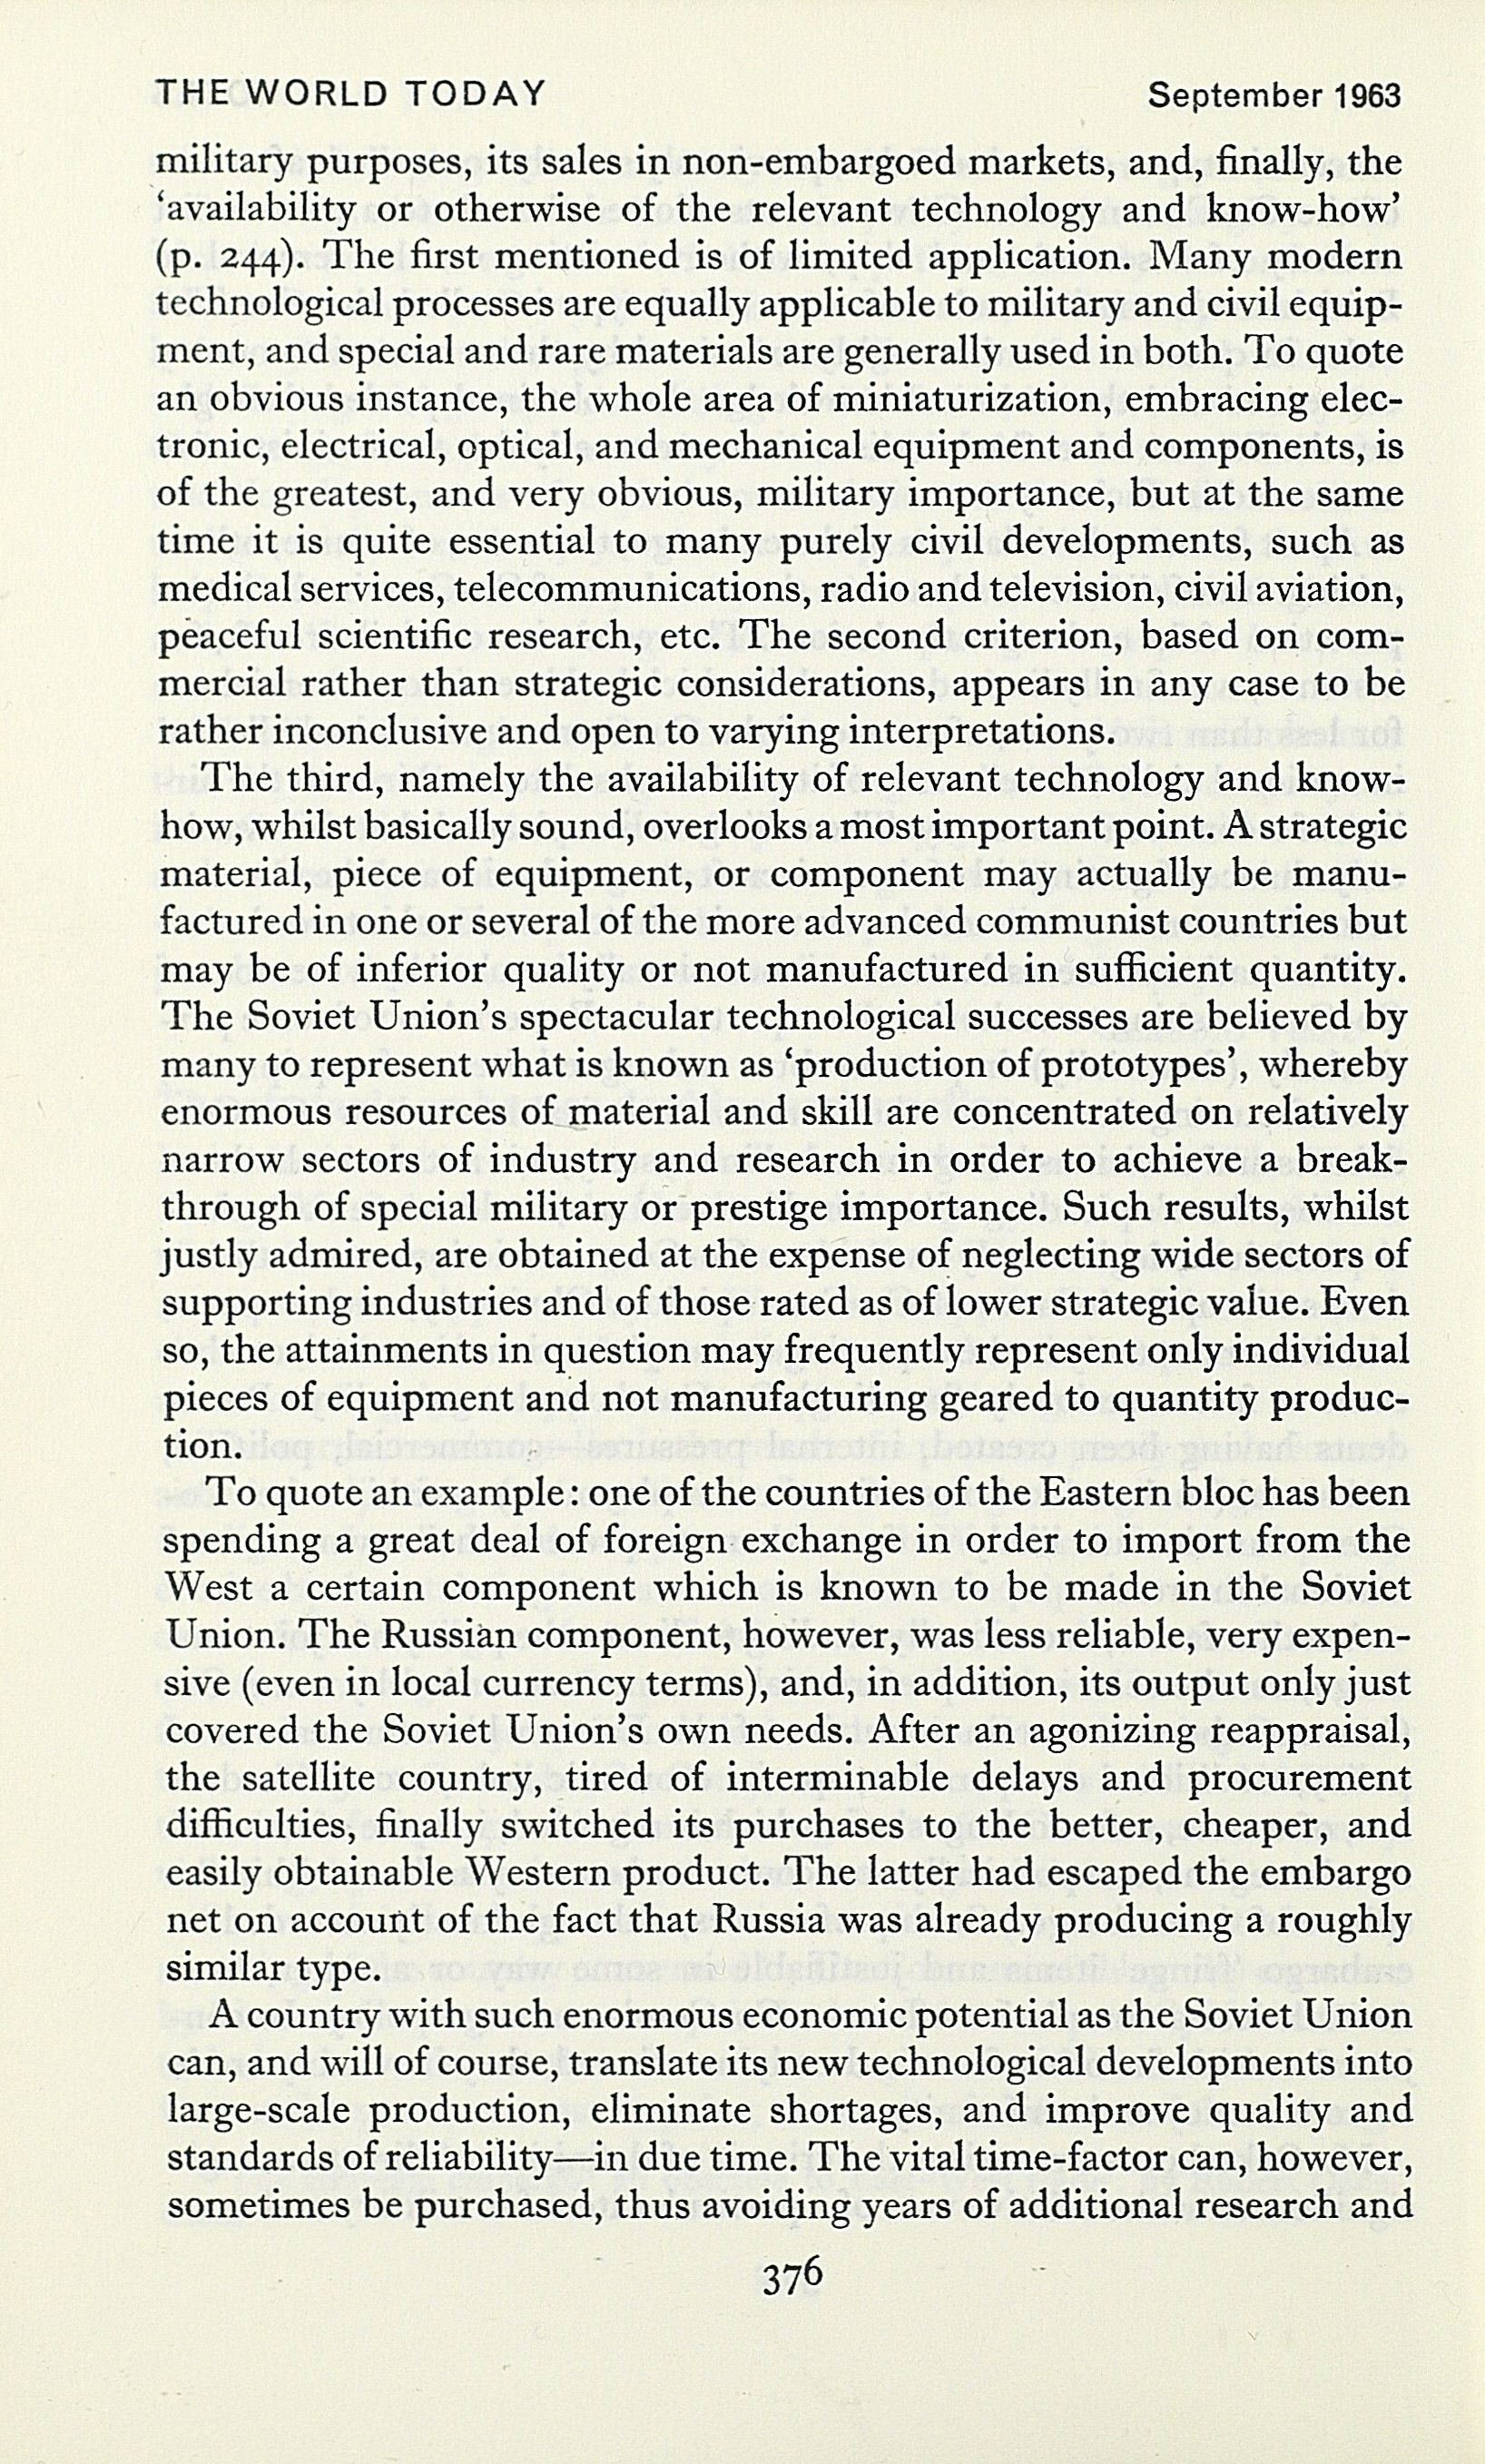 THE WORLD TODAY September 1963
military purposes, its sales in non-embargoed markets, and, finally, the
‘availability or otherwise of the relevant technology and know-how’
(p. 244). The first mentioned is of limited application. Many modern
technological processes are equally applicable to military and civil equip-
ment, and special and rare materials are generally used in both. To quote
an obvious instance, the whole area of miniaturization, embracing elec-
tronic, electrical, optical, and mechanical equipment and components, is
of the greatest, and very obvious, military importance, but at the same
time it is quite essential to many purely civil developments, such as
medical services, telecommunications, radio and television, civil aviation,
peaceful scientific research, etc. The second criterion, based on com-
mercial rather than strategic considerations, appears in any case to be
rather inconclusive and open to varying interpretations.
The third, namely the availability of relevant technology and know-
how, whilst basically sound, overlooks a most important point. A strategic
material, piece of equipment, or component may actually be manu-
factured in one or several of the more advanced communist countries but
may be of inferior quality or not manufactured in sufficient quantity.
The Soviet Union’s spectacular technological successes are believed by
many to represent what is known as ‘production of prototypes’, whereby
enormous resources of material and skill are concentrated on relatively
narrow sectors of industry and research in order to achieve a break-
through of special military or prestige importance. Such results, whilst
justly admired, are obtained at the expense of neglecting wide sectors of
supporting industries and of those rated as of lower strategic value. Even
so, the attainments in question may frequently represent only individual
pieces of equipment and not manufacturing geared to quantity produc-
tion.
To quote an example: one of the countries of the Eastern bloc has been
spending a great deal of foreign exchange in order to import from the
West a certain component which is known to be made in the Soviet
Union. The Russian component, however, was less reliable, very expen-
sive (even in local currency terms), and, in addition, its output only just
covered the Soviet Union’s own needs. After an agonizing reappraisal,
the satellite country, tired of interminable delays and procurement
difficulties, finally switched its purchases to the better, cheaper, and
easily obtainable Western product. The latter had escaped the embargo
net on account of the fact that Russia was already producing a roughly
similar type.
A country with such enormous economic potential as the Soviet Union
can, and will of course, translate its new technological developments into
large-scale production, eliminate shortages, and improve quality and
standards of reliability—in due time. The vital time-factor can, however,
sometimes be purchased, thus avoiding years of additional research and
376